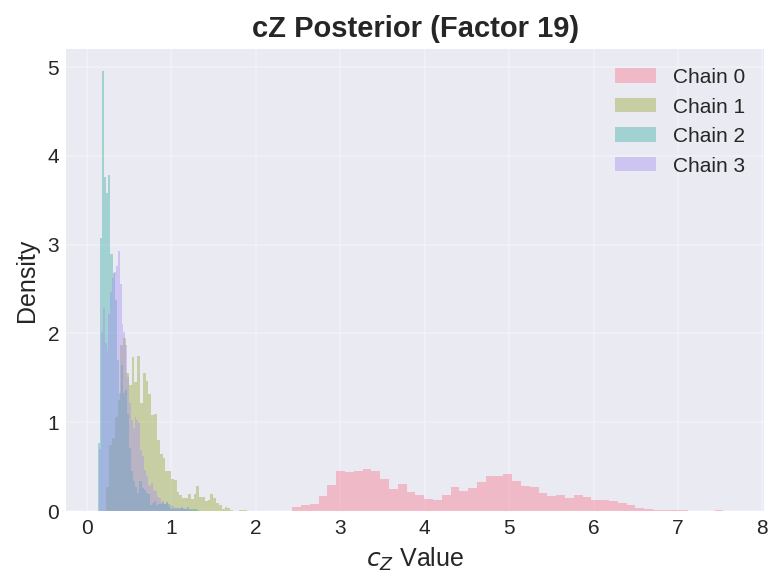 cZ Posterior (Factor 19)
Chain 0
Chain 1
Chain 2
Chain 3
Density
5
4
3
2
1
0
0 1 2 3 4 5 6 7 8
c_Z Value